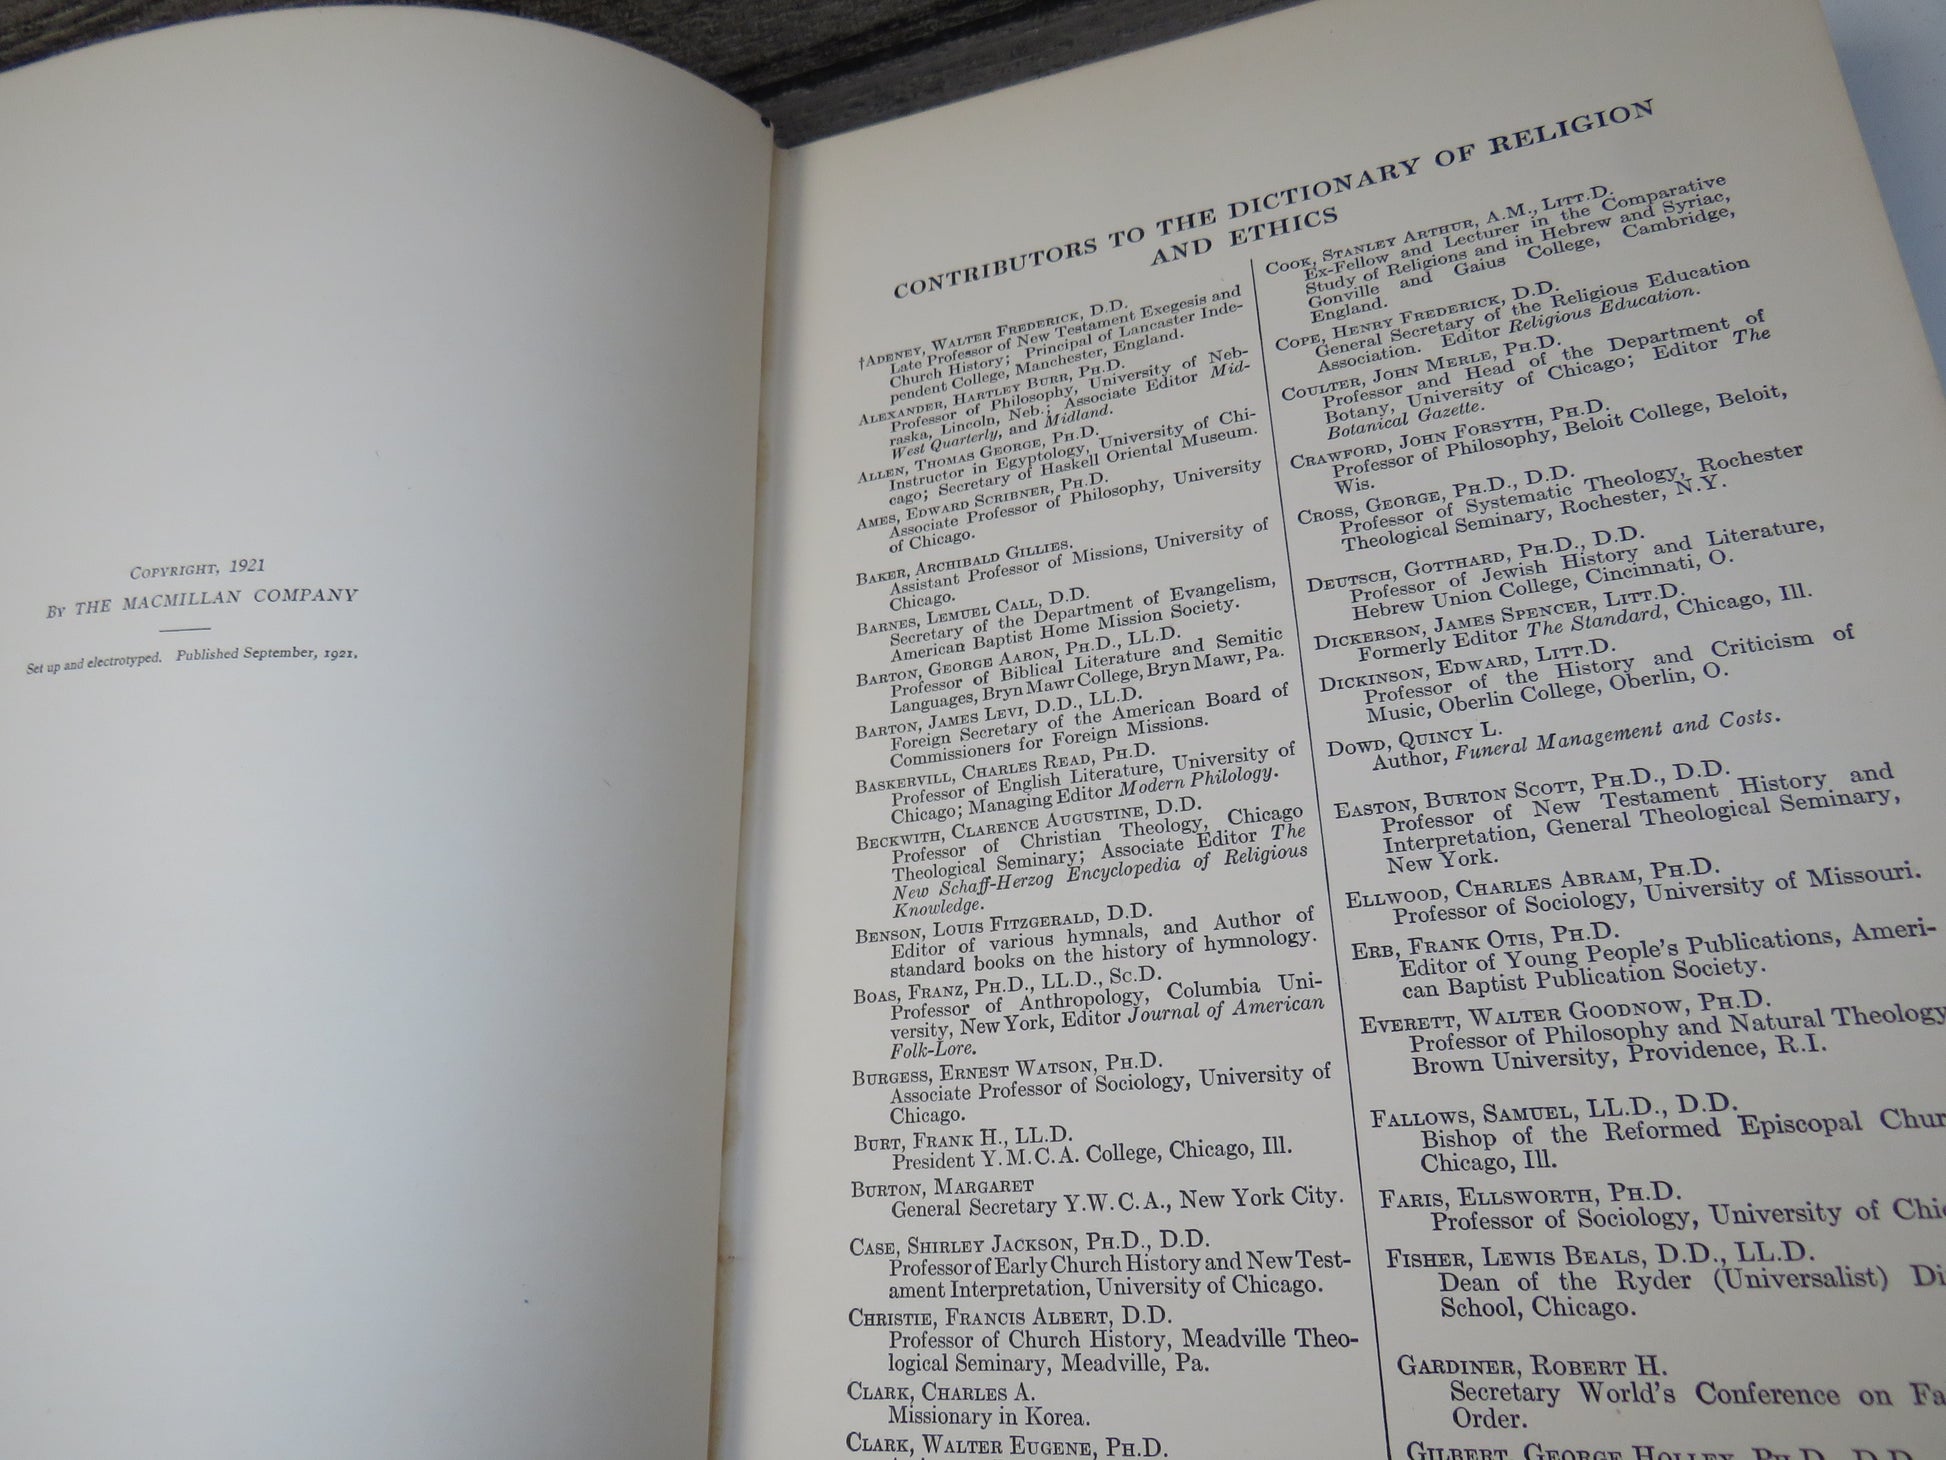 COPYRIGHT, 1921
BY THE MACMILLAN COMPANY
Set up and electrotyped. Published September, 1921.
CONTRIBUTORS TO THE DICTIONARY OF RELIGION
AND ETHICS
†ADENEY, WALTER FREDERICK, D.D.
Late Professor of New Testament Exegesis and
Church History; Principal of Lancaster Inde-
pendent College, Manchester, England.
ALEXANDER, HARTLEY BURR, PH.D.
Professor of Philosophy, University of Neb-
raska, Lincoln, Neb.; Associate Editor Mid-
West Quarterly, and Midland.
ALLEN, THOMAS GEORGE, PH.D.
Instructor in Egyptology, University of Chi-
cago; Secretary of Haskell Oriental Museum.
AMES, EDWARD SCRIBNER, PH.D.
Associate Professor of Philosophy, University
of Chicago.
BAKER, ARCHIBALD GILLIES.
Assistant Professor of Missions, University of
Chicago.
BARNES, LEMUEL CALL, D.D.
Secretary of the Department of Evangelism,
American Baptist Home Mission Society.
BARTON, GEORGE AARON, PH.D., LL.D.
Professor of Biblical Literature and Semitic
Languages, Bryn Mawr College, Bryn Mawr, Pa.
BARTON, JAMES LEVI, D.D., LL.D.
Foreign Secretary of the American Board of
Commissioners for Foreign Missions.
BASKERVILL, CHARLES READ, PH.D.
Professor of English Literature, University of
Chicago; Managing Editor Modern Philology.
BECKWITH, CLARENCE AUGUSTINE, D.D.
Professor of Christian Theology, Chicago
Theological Seminary; Associate Editor The
New Schaff-Herzog Encyclopedia of Religious
Knowledge.
BENSON, LOUIS FITZGERALD, D.D.
Editor of various hymnals, and Author of
standard books on the history of hymnology.
BOAS, FRANZ, PH.D., LL.D., SC.D.
Professor of Anthropology, Columbia Uni-
versity, New York, Editor Journal of American
Folk-Lore.
BURGESS, ERNEST WATSON, PH.D.
Associate Professor of Sociology, University of
Chicago.
BURT, FRANK H., LL.D.
President Y.M.C.A. College, Chicago, Ill.
BURTON, MARGARET
General Secretary Y.W.C.A., New York City.
CASE, SHIRLEY JACKSON, PH.D., D.D.
Professor of Early Church History and New Test-
ament Interpretation, University of Chicago.
CHRISTIE, FRANCIS ALBERT, D.D.
Professor of Church History, Meadville Theo-
logical Seminary, Meadville, Pa.
CLARK, CHARLES A.
Missionary in Korea.
CLARK, WALTER EUGENE, PH.D.
COOK, STANLEY ARTHUR, A.M., LITT.D.
Ex-Fellow and Lecturer in the Comparative
Study of Religions and in Hebrew and Syriac,
Gonville and Gaius College, Cambridge,
England.
COPE, HENRY FREDERICK, D.D.
General Secretary of the Religious Education
Association. Editor Religious Education.
COULTER, JOHN MERLE, PH.D.
Professor and Head of the Department of
Botany, University of Chicago; Editor The
Botanical Gazette.
CRAWFORD, JOHN FORSYTH, PH.D.
Professor of Philosophy, Beloit College, Beloit,
Wis.
CROSS, GEORGE, PH.D., D.D.
Professor of Systematic Theology, Rochester
Theological Seminary, Rochester, N.Y.
DEUTSCH, GOTTHARD, PH.D., D.D.
Professor of Jewish History and Literature,
Hebrew Union College, Cincinnati, O.
DICKERSON, JAMES SPENCER, LITT.D.
Formerly Editor The Standard, Chicago, Ill.
DICKINSON, EDWARD, LITT.D.
Professor of the History and Criticism of
Music, Oberlin College, Oberlin, O.
DOWD, QUINCY L.
Author, Funeral Management and Costs.
EASTON, BURTON SCOTT, PH.D., D.D.
Professor of New Testament History and
Interpretation, General Theological Seminary,
New York.
ELLWOOD, CHARLES ABRAM, PH.D.
Professor of Sociology, University of Missouri.
ERB, FRANK OTIS, PH.D.
Editor of Young People's Publications, Ameri-
can Baptist Publication Society.
EVERETT, WALTER GOODNOW, PH.D.
Professor of Philosophy and Natural Theology
Brown University, Providence, R.I.
FALLOWS, SAMUEL, LL.D., D.D.
Bishop of the Reformed Episcopal Chur
Chicago, Ill.
FARIS, ELLSWORTH, PH.D.
Professor of Sociology, University of Chic
FISHER, LEWIS BEALS, D.D., LL.D.
Dean of the Ryder (Universalist) Di
School, Chicago.
GARDINER, ROBERT H.
Secretary World's Conference on Fa
Order.
GILBERT, GEORGE HOLLEY, PH.D., D.D.